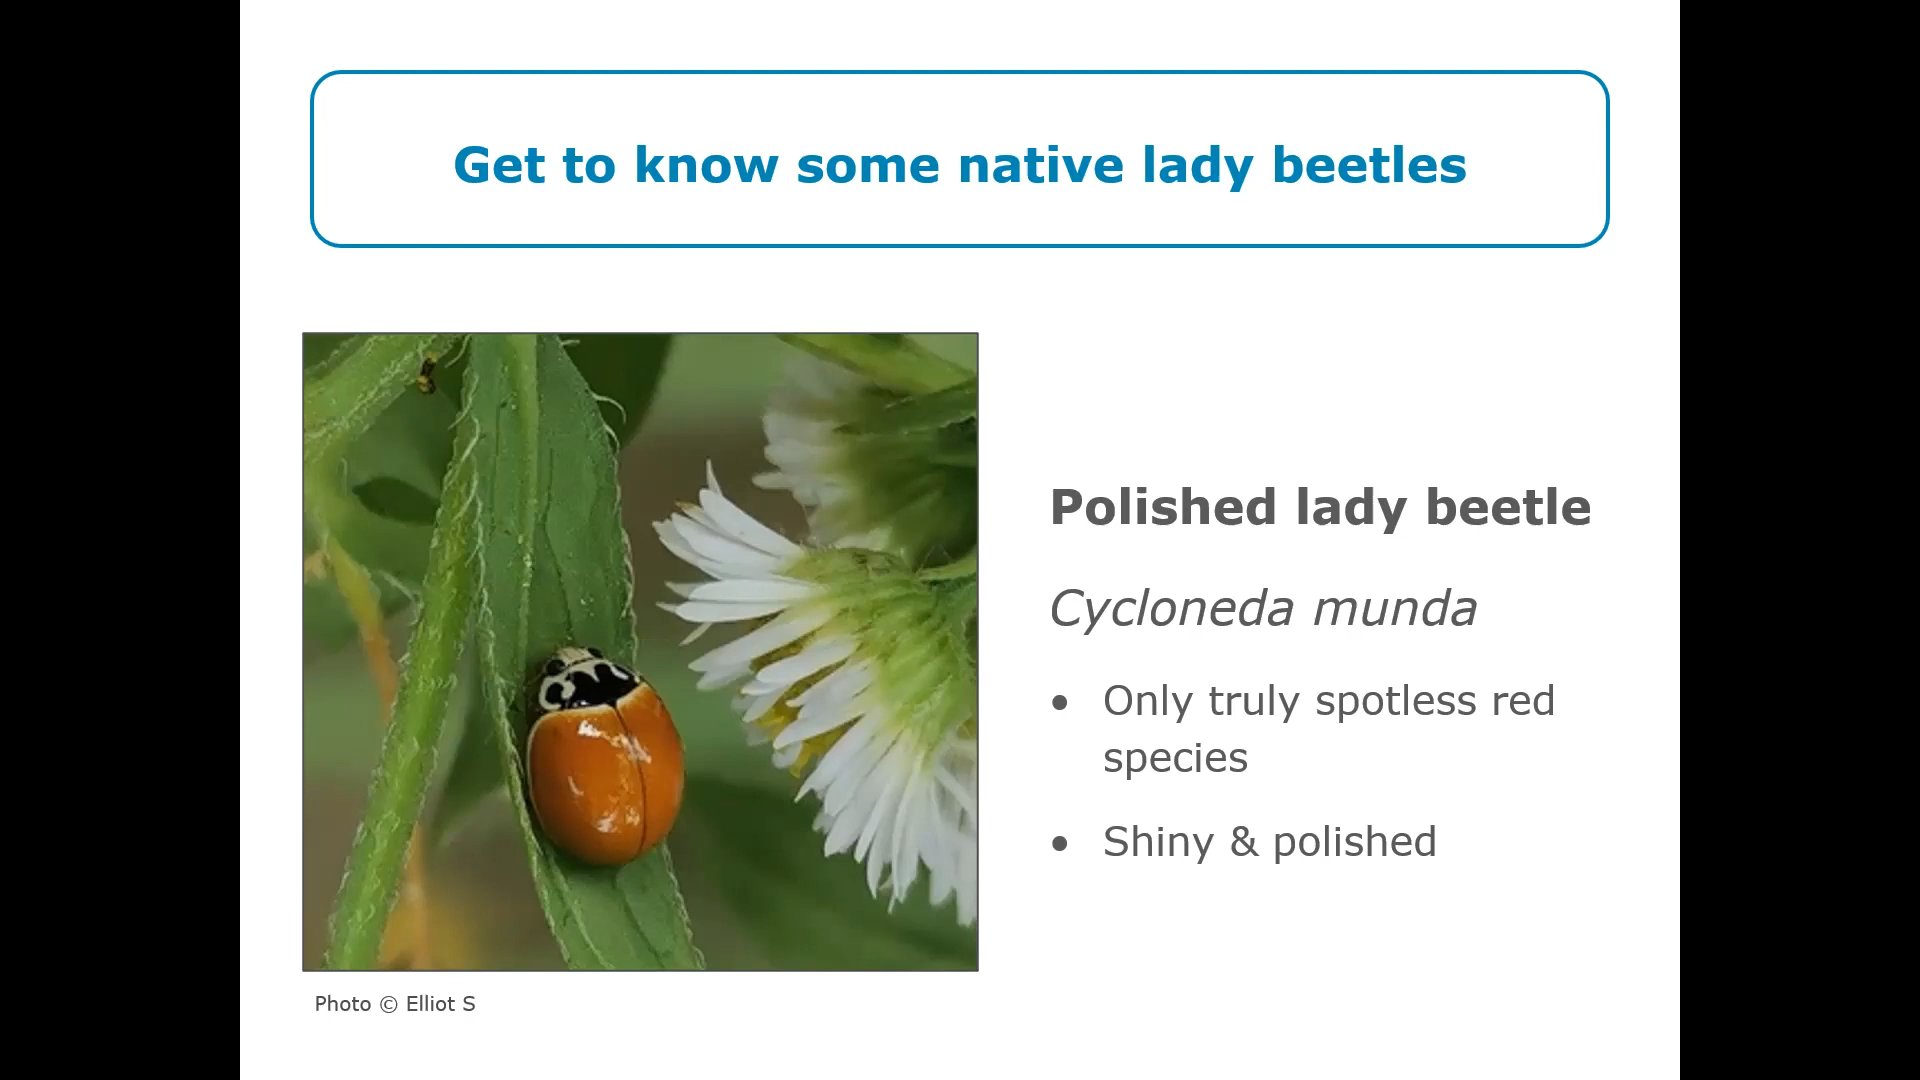 Get to know some native lady beetles
Polished lady beetle
Cycloneda munda
• Only truly spotless red
species
• Shiny & polished
Photo © Elliot S